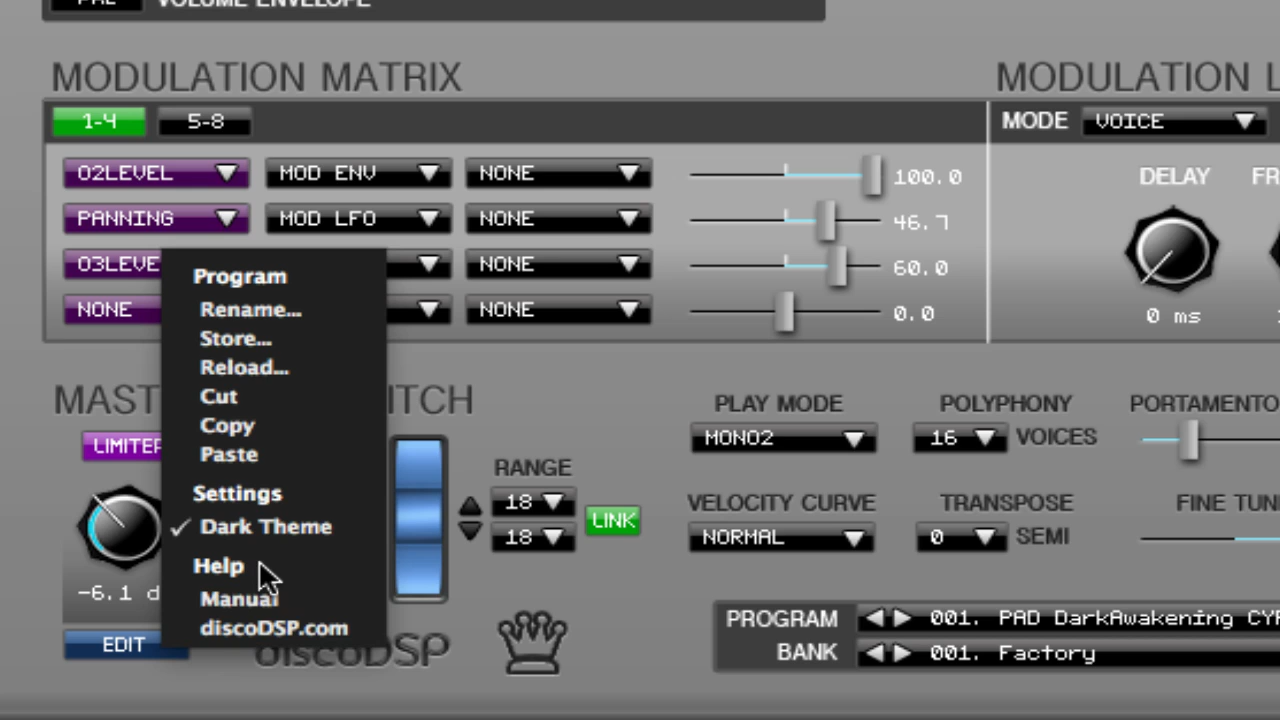 VOLUME ENVELOPE
MODULATION MATRIX
MODULATION L
1-4 5-8
MODE VOICE
O2LEVEL MOD ENV NONE 100.0
DELAY FR
PANNING MOD LFO NONE 46.7
O3LEVE NONE 60.0
NONE NONE 0.0
0 ms
Program
Rename...
Store...
Reload...
Cut
Copy
Paste
Settings
✓ Dark Theme
Help
Manual
discoDSP.com
MAST ITCH
LIMITER
-6.1 d
EDIT
RANGE
18
18
LINK
discoDSP
PLAY MODE POLYPHONY PORTAMENTO
MONO2 16 VOICES
VELOCITY CURVE TRANSPOSE FINE TUN
NORMAL 0 SEMI
PROGRAM 001. PAD DarkAwakening CYP
BANK 001. Factory